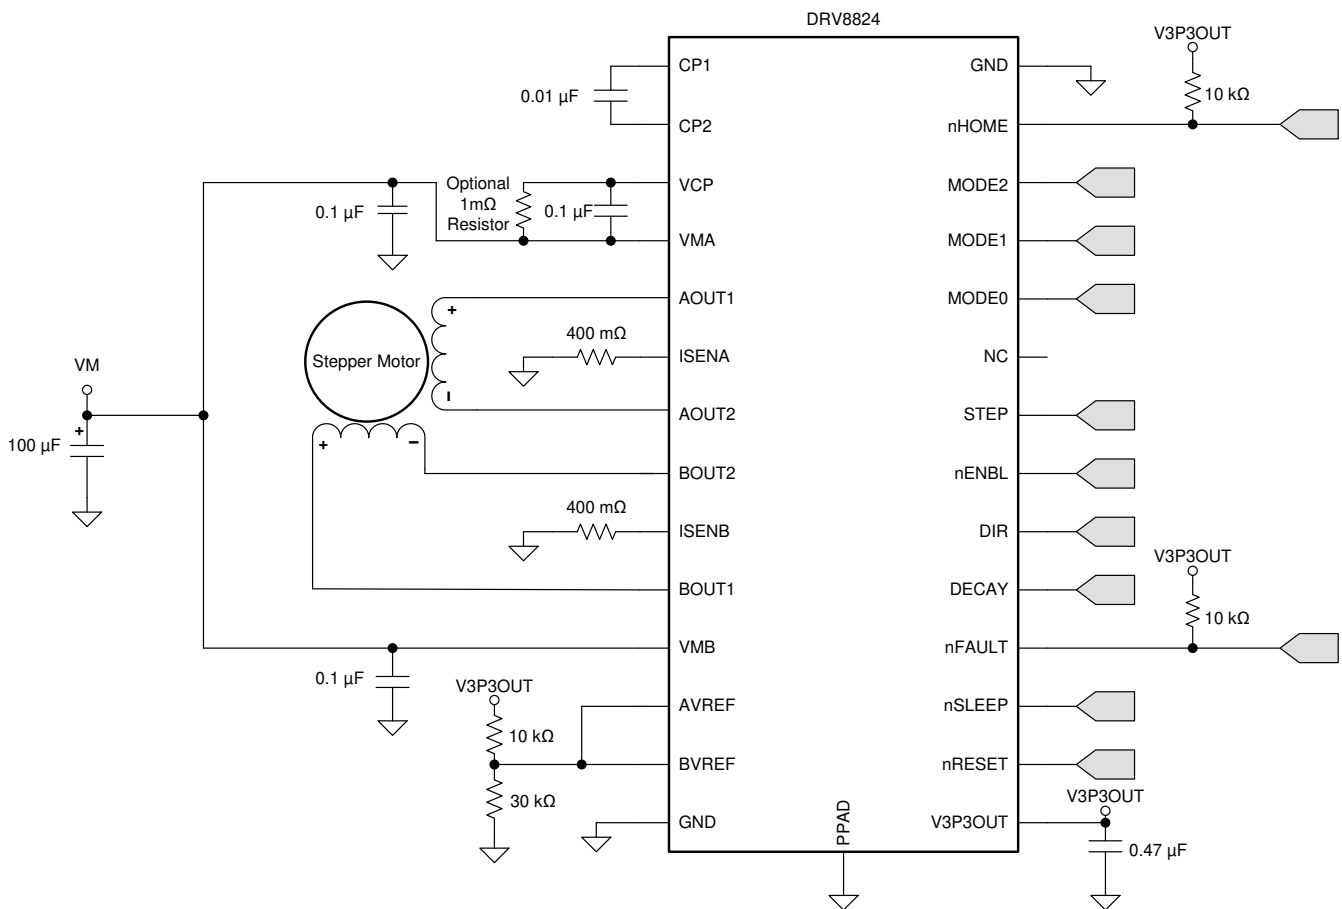 DRV8824
V3P3OUT
10 kΩ
CP1
GND
0.01 µF
CP2
nHOME
Optional
1mΩ
Resistor
0.1 µF
0.1 µF
VCP
MODE2
VMA
MODE1
AOUT1
MODE0
+
400 mΩ
Stepper Motor
ISENA
NC
VM
–
AOUT2
STEP
+
100 µF
+
–
BOUT2
nENBL
400 mΩ
ISENB
DIR
V3P3OUT
10 kΩ
BOUT1
DECAY
VMB
nFAULT
0.1 µF
V3P3OUT
AVREF
nSLEEP
10 kΩ
BVREF
nRESET
V3P3OUT
30 kΩ
GND
PPAD
V3P3OUT
0.47 µF